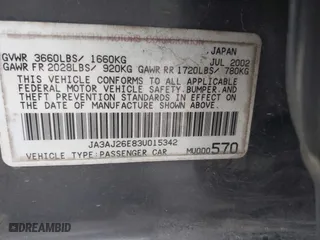 . JAPAN
GVWR 3660LBS/ 1660KG JUL 2002
GAWR FR 2028LBS/ 920KG GAWR RR 1720LBS/ 780KG
THIS VEHICLE CONFORMS TO ALL APPLICABLE
FEDERAL MOTOR VEHICLE SAFETY,BUMPER,AND
THEFT PREVENTION STANDARDS IN EFFECT ON
THE DATE OF MANUFACTURE SHOWN ABOVE.
JA3AJ26E83U015342
VEHICLE TYPE:PASSENGER CAR MU000570